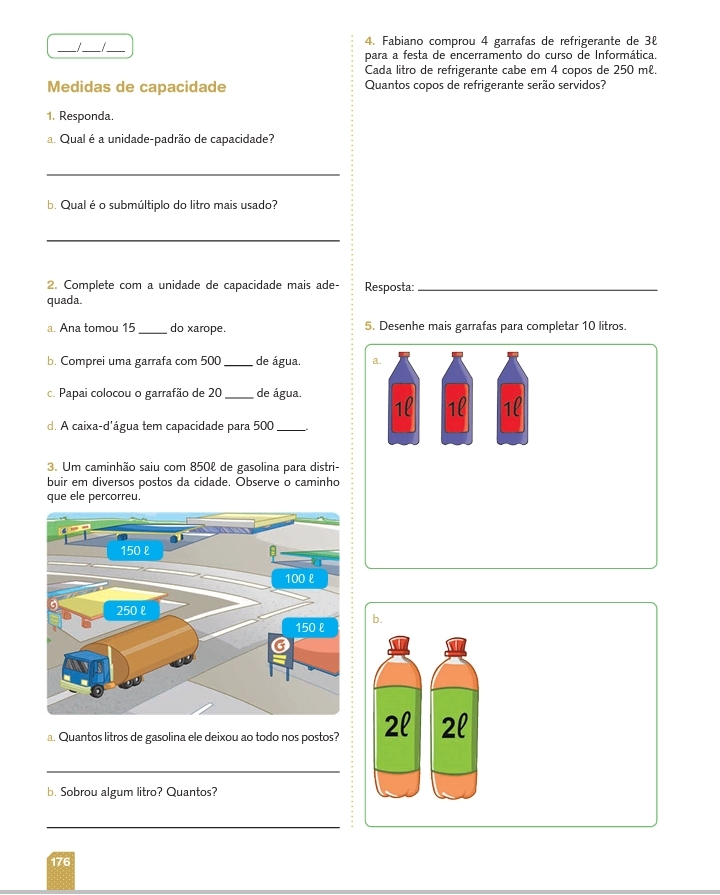 ___/___/___
Medidas de capacidade
1. Responda.
a. Qual é a unidade-padrão de capacidade?
b. Qual é o submúltiplo do litro mais usado?
2. Complete com a unidade de capacidade mais ade-
quada.
a. Ana tomou 15 _____ do xarope.
b. Comprei uma garrafa com 500 _____ de água.
c. Papai colocou o garrafão de 20 _____ de água.
d. A caixa-d'água tem capacidade para 500 _____.
3. Um caminhão saiu com 850ℓ de gasolina para distri-
buir em diversos postos da cidade. Observe o caminho
que ele percorreu.
150 ℓ
100 ℓ
250 ℓ
150 ℓ
G
G
a. Quantos litros de gasolina ele deixou ao todo nos postos?
b. Sobrou algum litro? Quantos?
4. Fabiano comprou 4 garrafas de refrigerante de 3ℓ
para a festa de encerramento do curso de Informática.
Cada litro de refrigerante cabe em 4 copos de 250 mℓ.
Quantos copos de refrigerante serão servidos?
Resposta: _____
5. Desenhe mais garrafas para completar 10 litros.
a.
1ℓ 1ℓ 1ℓ
b.
2ℓ 2ℓ
176